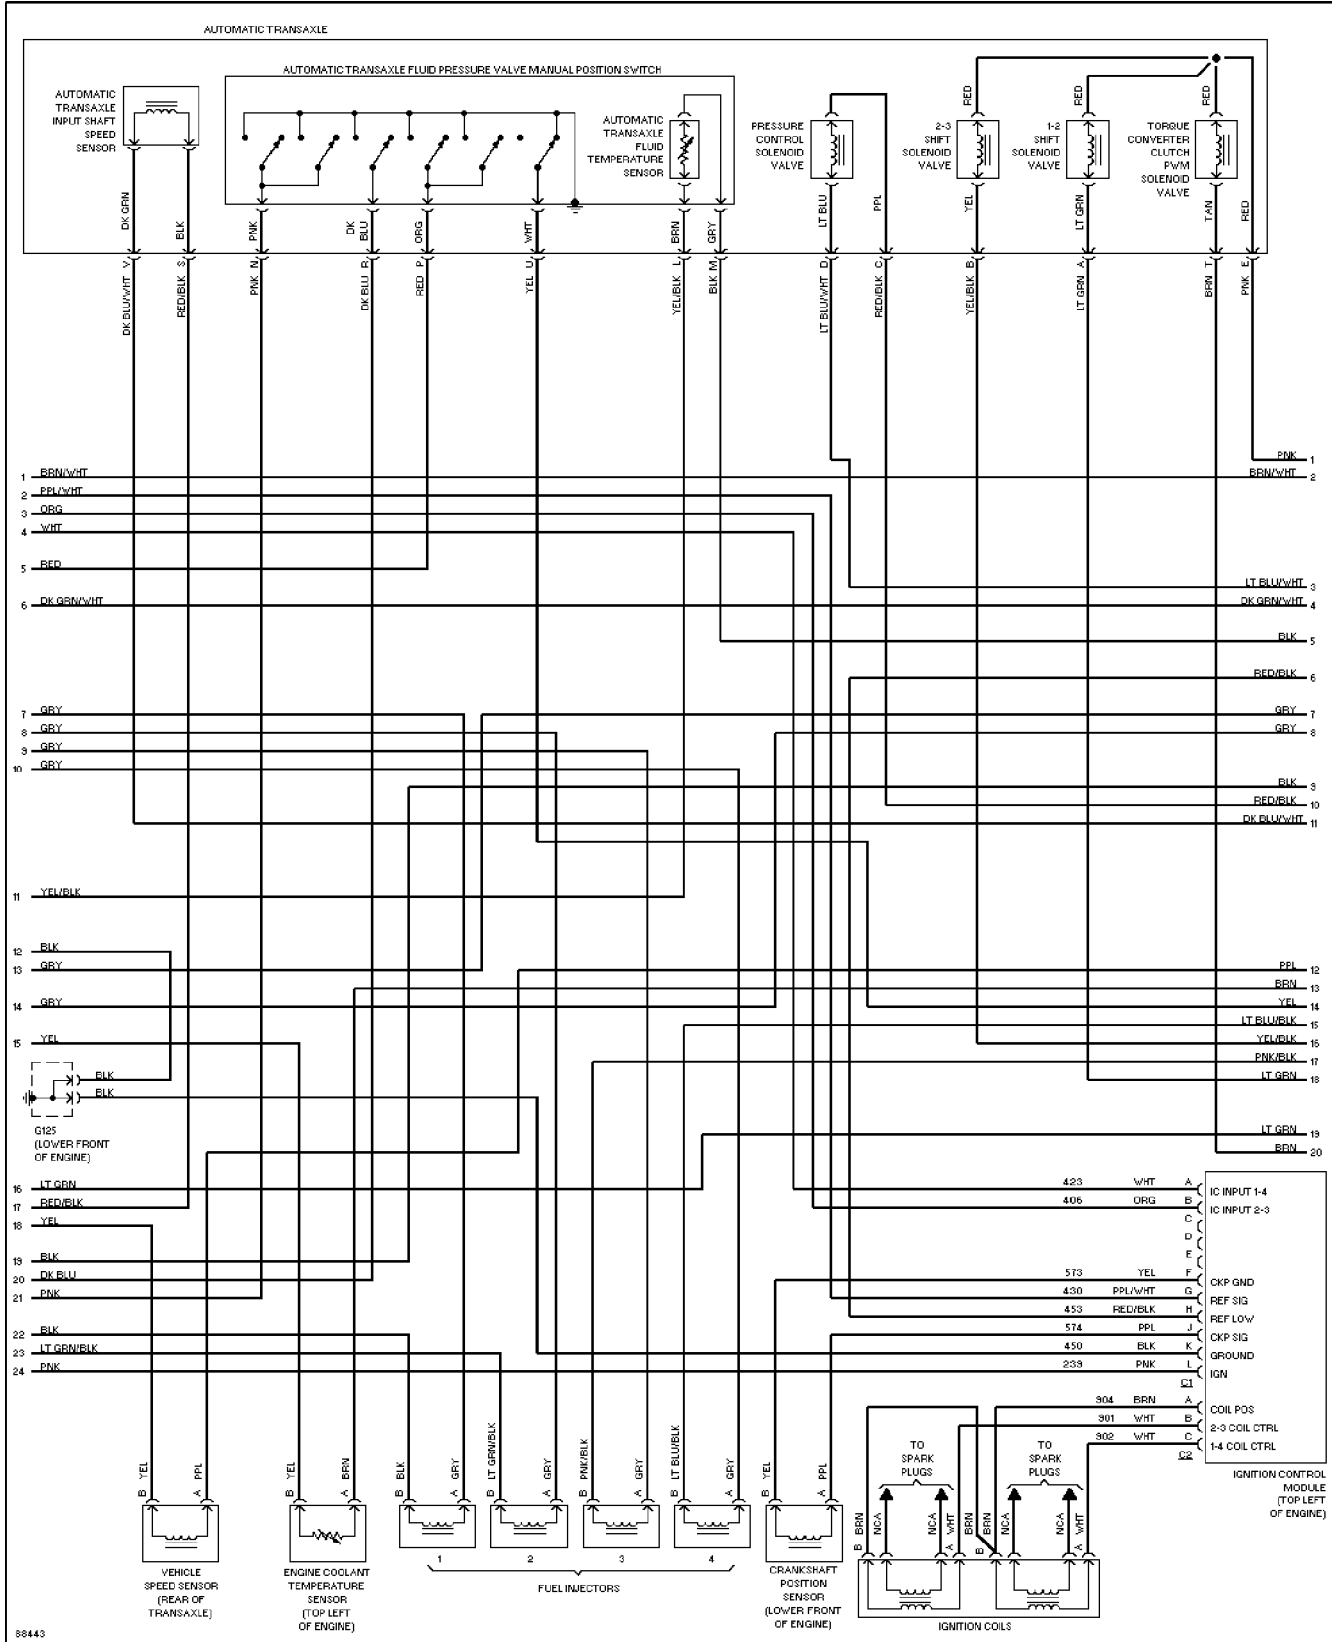 AUTOMATIC TRANSAXLE
AUTOMATIC TRANSAXLE FLUID PRESSURE VALVE MANUAL POSITION SWITCH
AUTOMATIC
TRANSAXLE
INPUT SHAFT
SPEED
SENSOR
AUTOMATIC
TRANSAXLE
FLUID
TEMPERATURE
SENSOR
PRESSURE
CONTROL
SOLENOID
VALVE
2-3
SHIFT
SOLENOID
VALVE
1-2
SHIFT
SOLENOID
VALVE
TORQUE
CONVERTER
CLUTCH
PWM
SOLENOID
VALVE
RED
RED
RED
DK GRN
BLK
PNK
DK
BLU
ORG
WHT
BRN
GRY
LT BLU
PPL
YEL
LT GRN
TAN
RED
DK BLU/WHT V
RED/BLK S
PNK N
DK BLU R
RED P
YEL U
YEL/BLK L
BLK M
LT BLU/WHT D
RED/BLK C
YEL/BLK B
LT GRN A
BRN T
PNK E
1 BRN/WHT
2 PPL/WHT
3 ORG
4 WHT
5 RED
6 DK GRN/WHT
7 GRY
8 GRY
9 GRY
10 GRY
11 YEL/BLK
12 BLK
13 GRY
14 GRY
15 YEL
BLK
BLK
G125
(LOWER FRONT
OF ENGINE)
16 LT GRN
17 RED/BLK
18 YEL
19 BLK
20 DK BLU
21 PNK
22 BLK
23 LT GRN/BLK
24 PNK
PNK 1
BRN/WHT 2
LT BLU/WHT 3
DK GRN/WHT 4
BLK 5
RED/BLK 6
GRY 7
GRY 8
BLK 9
RED/BLK 10
DK BLU/WHT 11
PPL 12
BRN 13
YEL 14
LT BLU/BLK 15
YEL/BLK 16
PNK/BLK 17
LT GRN 18
LT GRN 19
BRN 20
423 WHT A IC INPUT 1-4
406 ORG B IC INPUT 2-3
C
D
E
573 YEL F CKP GND
430 PPL/WHT G REF SIG
453 RED/BLK H REF LOW
574 PPL J CKP SIG
450 BLK K GROUND
239 PNK L IGN
C1
904 BRN A COIL POS
901 WHT B 2-3 COIL CTRL
902 WHT C 1-4 COIL CTRL
C2
IGNITION CONTROL
MODULE
(TOP LEFT
OF ENGINE)
TO
SPARK
PLUGS
TO
SPARK
PLUGS
B YEL
A PPL
B YEL
A BRN
B BLK
A GRY
B LT GRN/BLK
A GRY
B PNK/BLK
A GRY
B LT BLU/BLK
A GRY
B YEL
A PPL
B BRN
NCA
NCA
A WHT
BRN
B BRN
NCA
NCA
A WHT
VEHICLE
SPEED SENSOR
(REAR OF
TRANSAXLE)
ENGINE COOLANT
TEMPERATURE
SENSOR
(TOP LEFT
OF ENGINE)
1
2
3
4
FUEL INJECTORS
CRANKSHAFT
POSITION
SENSOR
(LOWER FRONT
OF ENGINE)
IGNITION COILS
88443